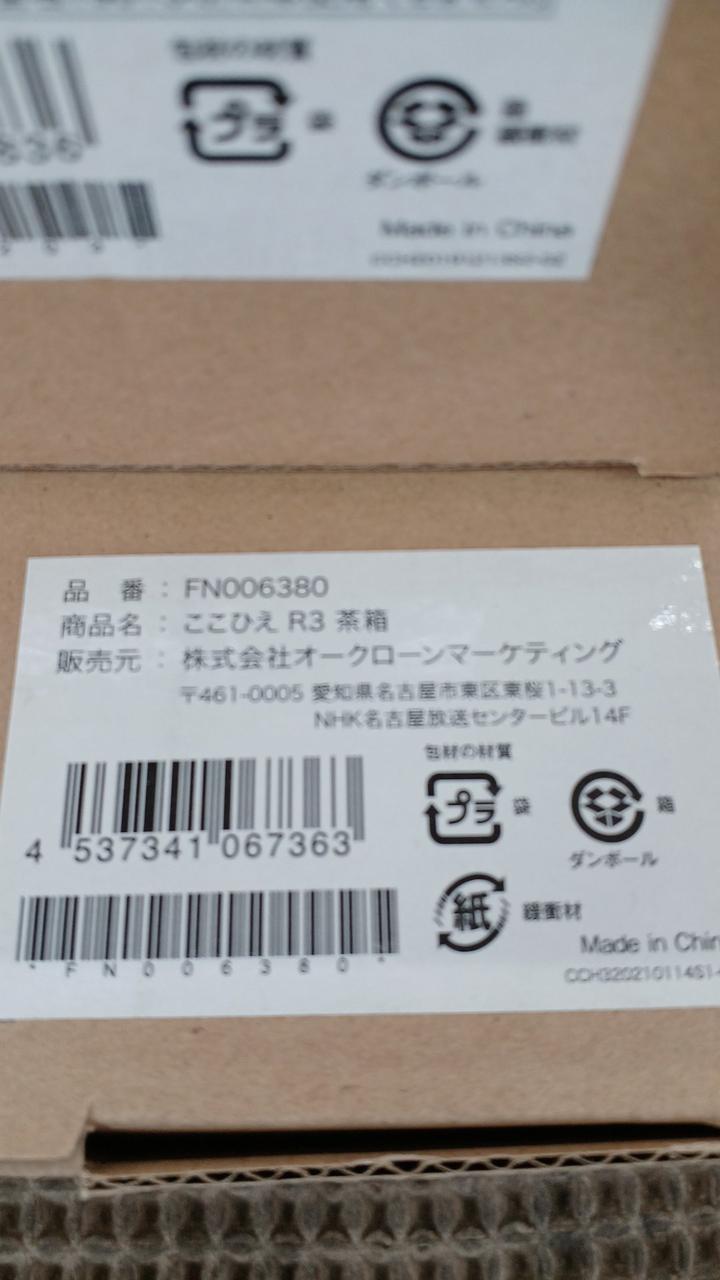 包材の材質
プラ
袋
ダンボール
Made in China
品 番 : FN006380
商品名 : ここひえ R3 茶箱
販売元 : 株式会社オークローンマーケティング
〒461-0005 愛知県名古屋市東区東桜1-13-3
NHK名古屋放送センタービル14F
包材の材質
プラ 袋
箱
ダンボール
4 537341 067363
紙 緩衝材
*FN006380*
Made in Chin
CCH320210114S1-